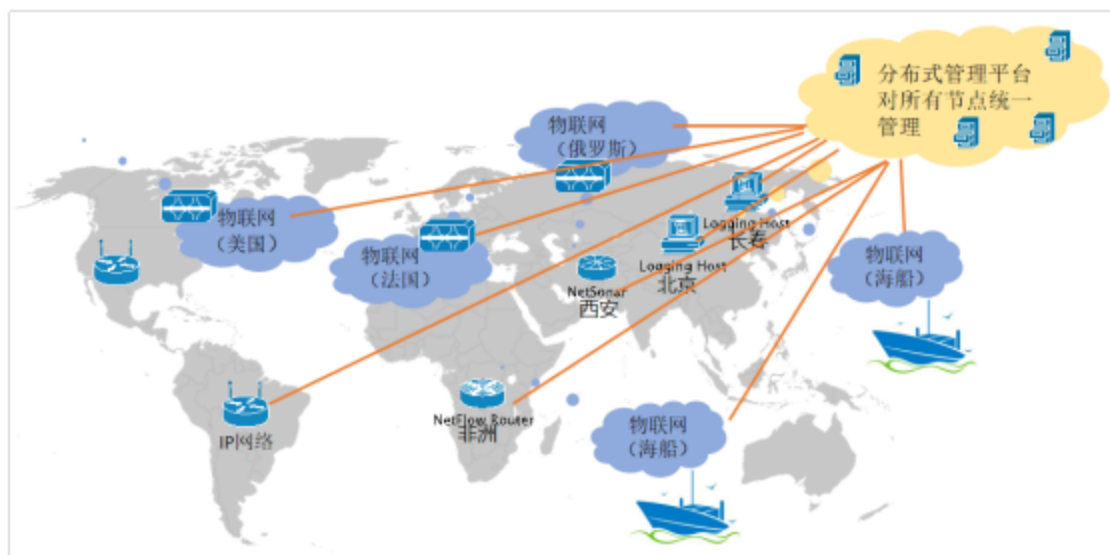 分布式管理平台
对所有节点统一
管理
物联网
（俄罗斯）
物联网
（美国）
物联网
（法国）
Logging Host
长寿
Logging Host
北京
NetSonar
西安
物联网
（海船）
NetFlow Router
非洲
IP网络
物联网
（海船）